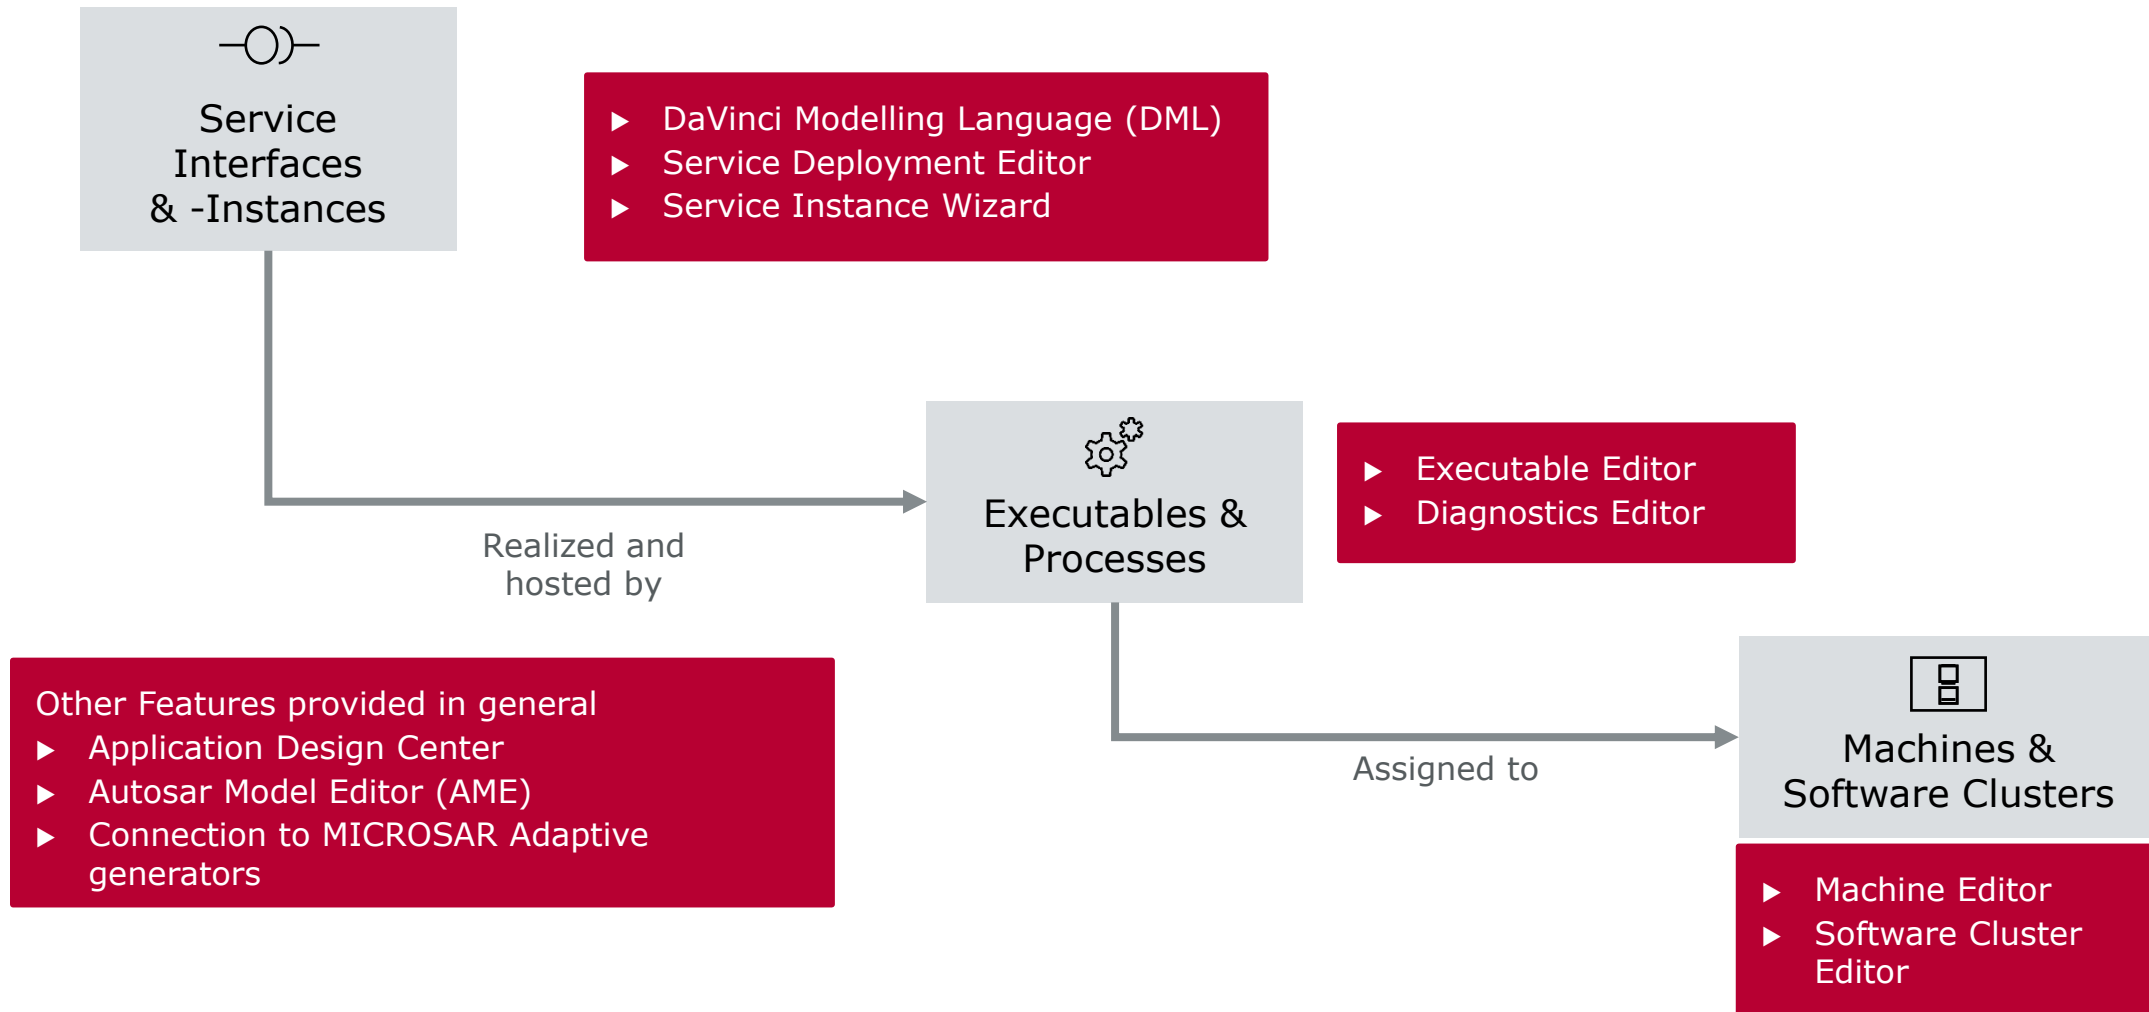 Service
Interfaces
& -Instances
► DaVinci Modelling Language (DML)
► Service Deployment Editor
► Service Instance Wizard
Realized and
hosted by
Executables &
Processes
► Executable Editor
► Diagnostics Editor
Other Features provided in general
► Application Design Center
► Autosar Model Editor (AME)
► Connection to MICROSAR Adaptive
generators
Assigned to
Machines &
Software Clusters
► Machine Editor
► Software Cluster
Editor